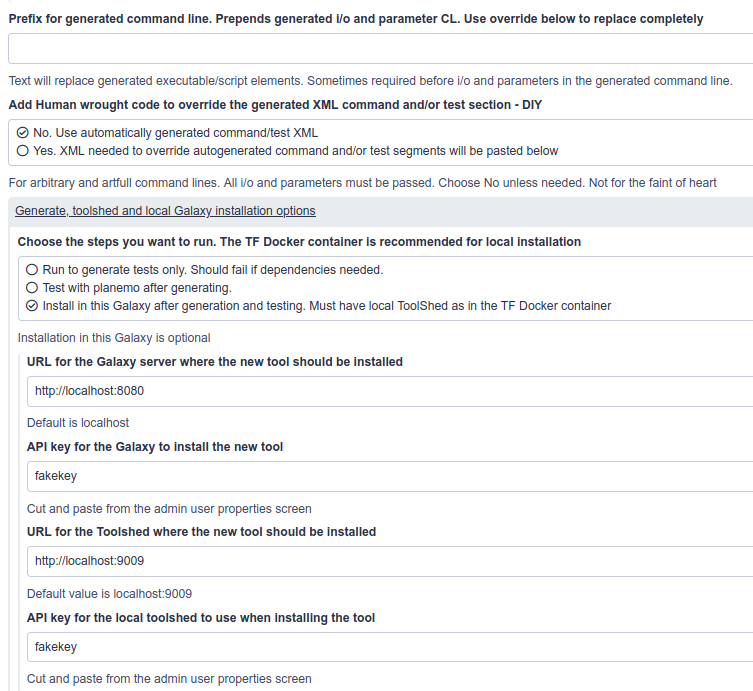 Prefix for generated command line. Prepends generated i/o and parameter CL. Use override below to replace completely
Text will replace generated executable/script elements. Sometimes required before i/o and parameters in the generated command line.
Add Human wrought code to override the generated XML command and/or test section - DIY
No. Use automatically generated command/test XML
Yes. XML needed to override autogenerated command and/or test segments will be pasted below
For arbitrary and artfull command lines. All i/o and parameters must be passed. Choose No unless needed. Not for the faint of heart
Generate, toolshed and local Galaxy installation options
Choose the steps you want to run. The TF Docker container is recommended for local installation
Run to generate tests only. Should fail if dependencies needed.
Test with planemo after generating.
Install in this Galaxy after generation and testing. Must have local ToolShed as in the TF Docker container
Installation in this Galaxy is optional
URL for the Galaxy server where the new tool should be installed
http://localhost:8080
Default is localhost
API key for the Galaxy to install the new tool
fakekey
Cut and paste from the admin user properties screen
URL for the Toolshed where the new tool should be installed
http://localhost:9009
Default value is localhost:9009
API key for the local toolshed to use when installing the tool
fakekey
Cut and paste from the admin user properties screen